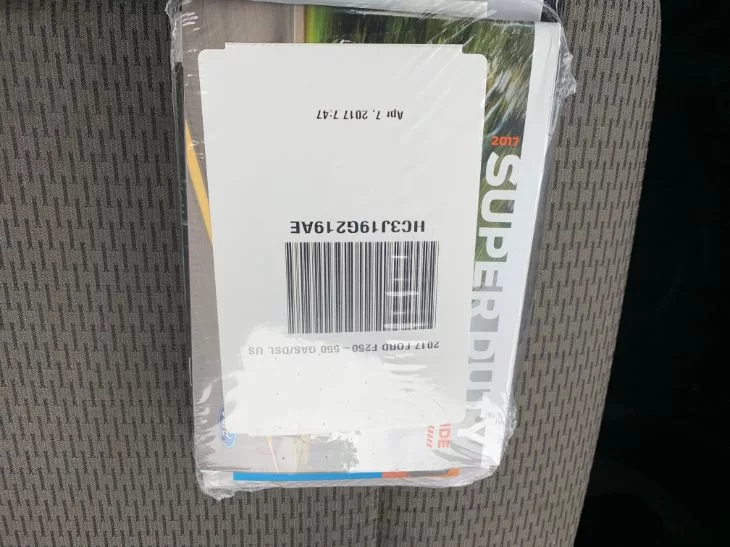 2017 FORD F250 - 550 GAS/DSL US
HC3J19G219AE
Apr 7, 2017 7:47
2017
SUPER DUTY